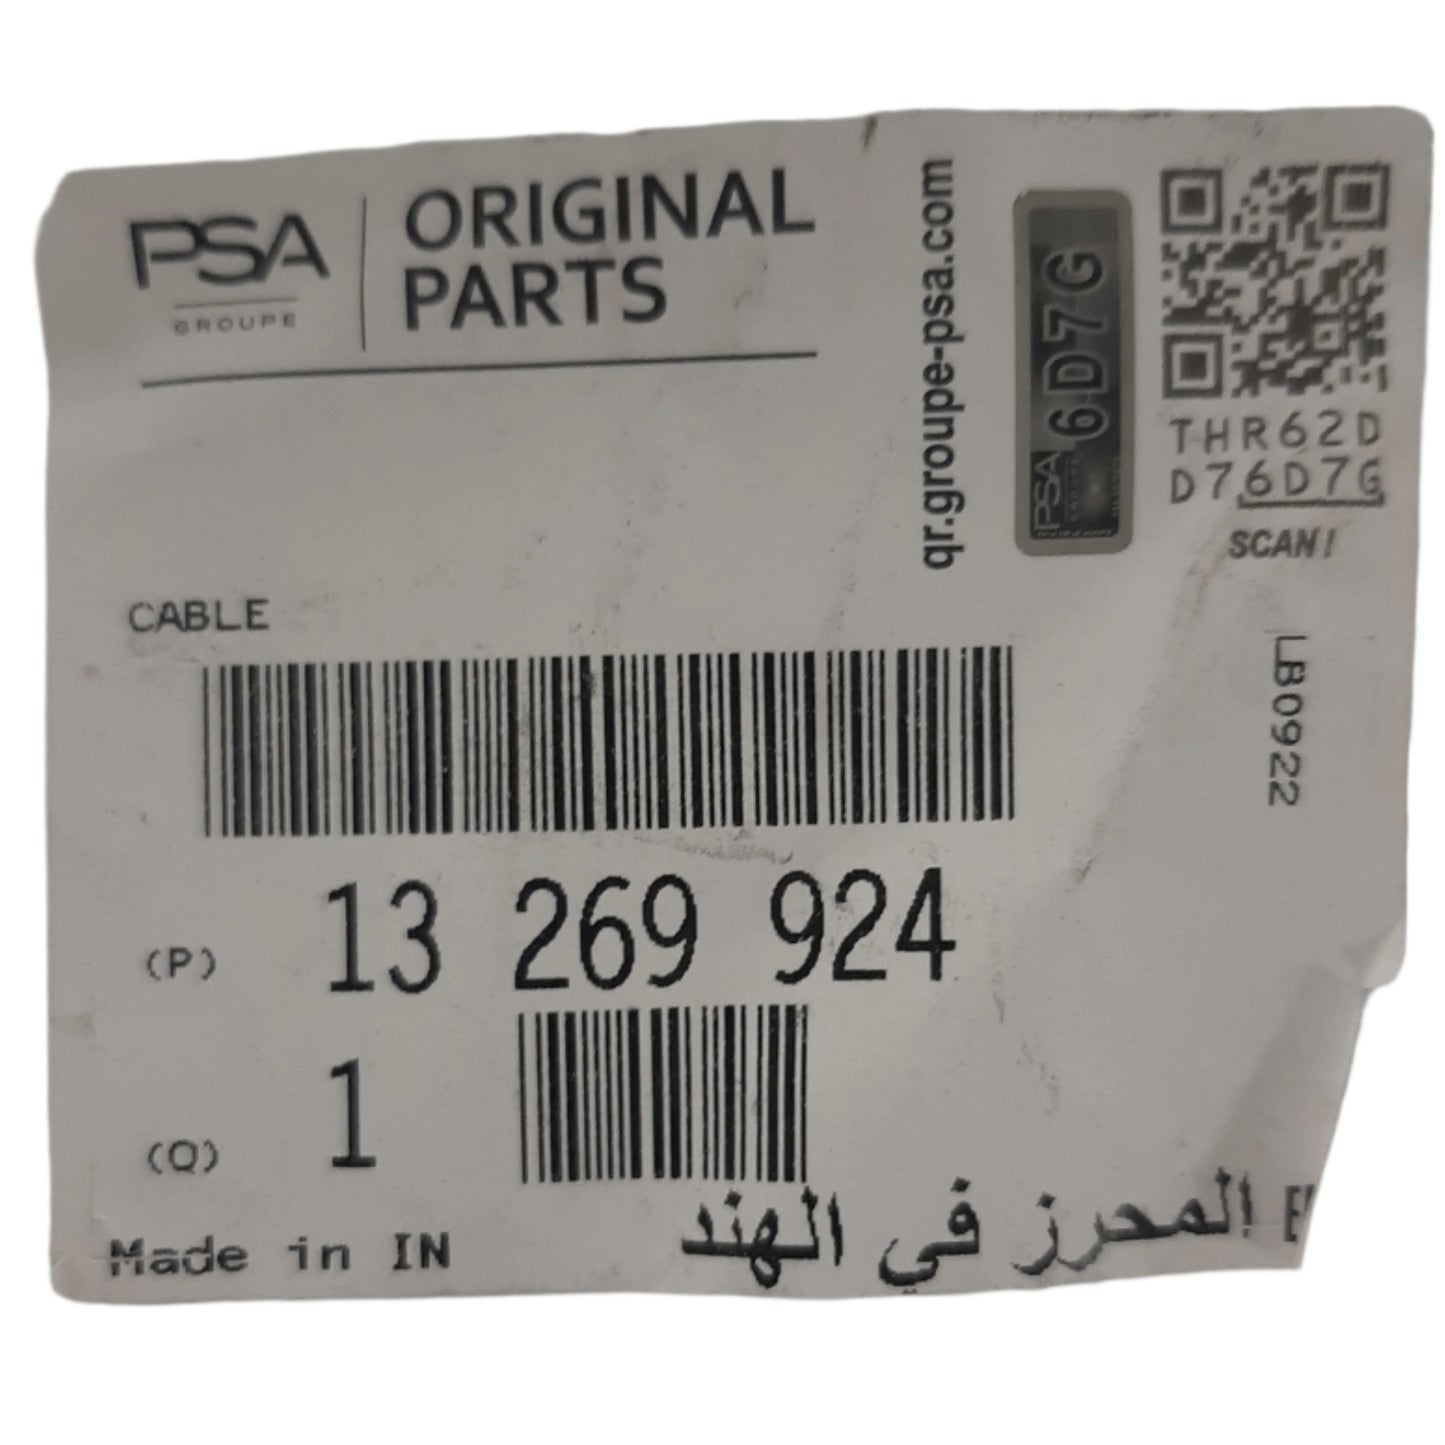 PSA
GROUPE
ORIGINAL
PARTS
qr.groupe-psa.com
6D7G
PSA
GROUPE
THR62D
D76D7G
SCAN!
CABLE
LB0922
(P) 13 269 924
(Q) 1
Made in IN
المحرز في الهند